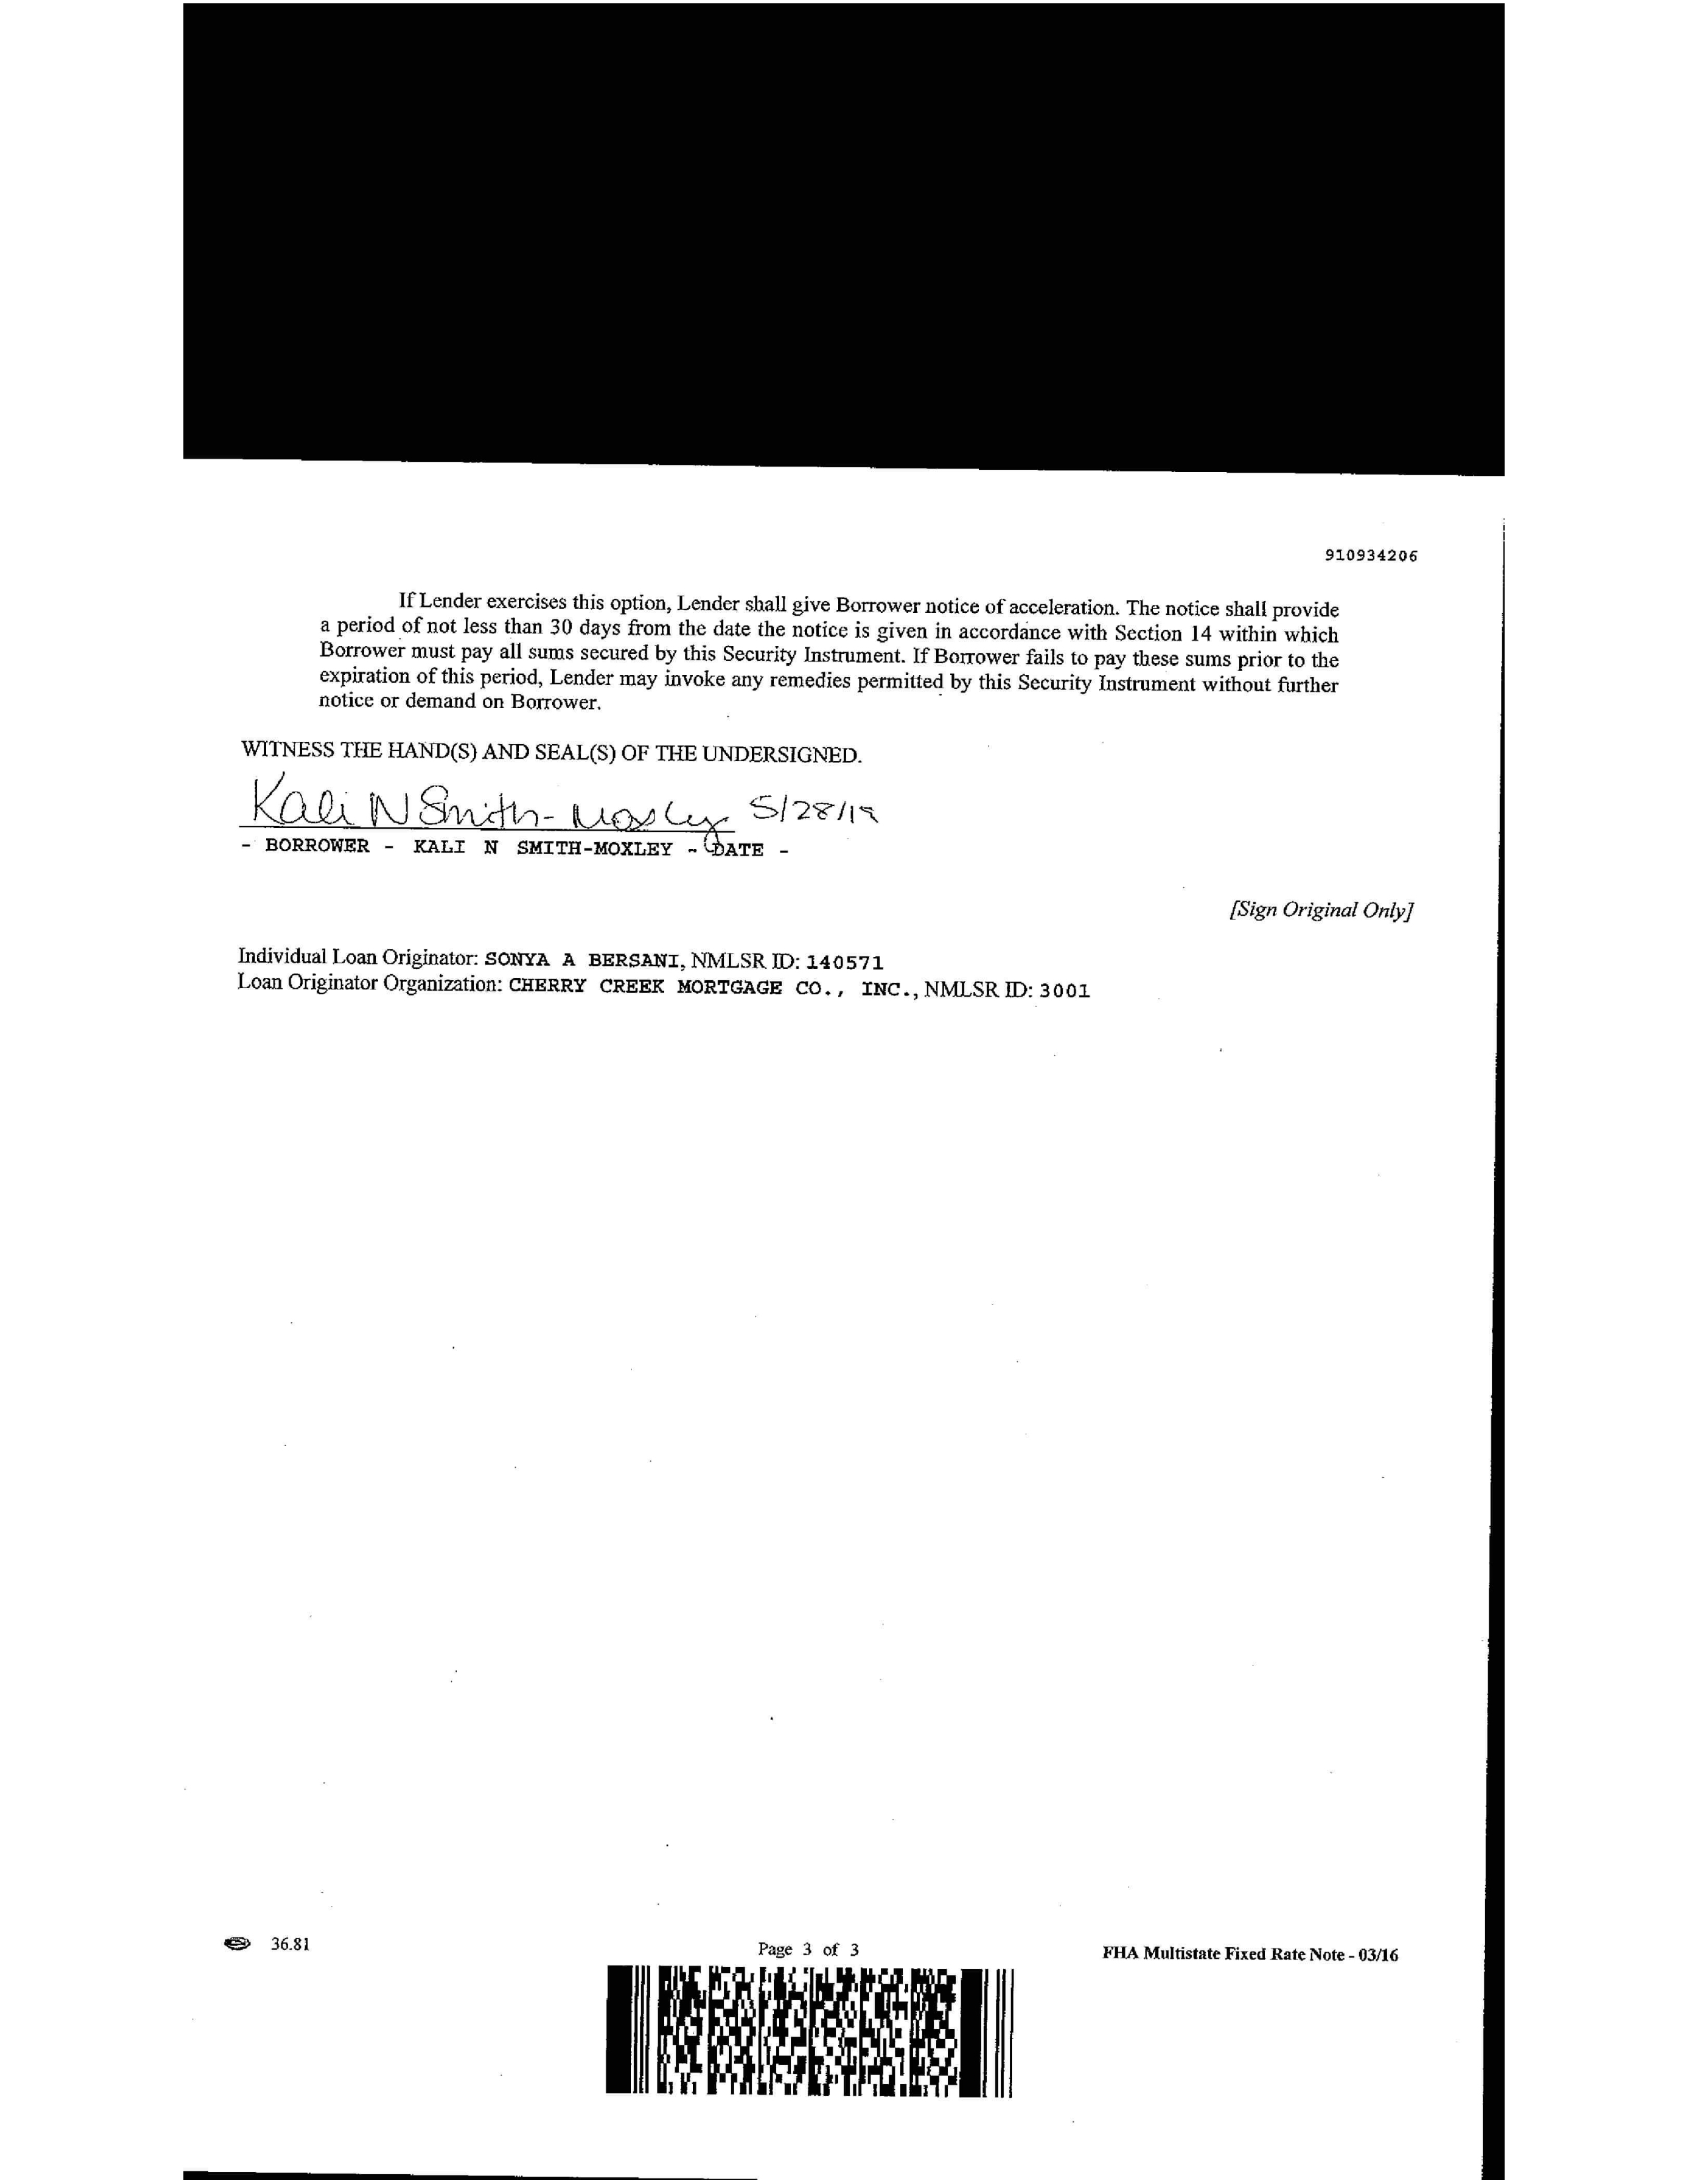 910934206
If Lender exercises this option, Lender shall give Borrower notice of acceleration. The notice shall provide
a period of not less than 30 days from the date the notice is given in accordance with Section 14 within which
Borrower must pay all sums secured by this Security Instrument. If Borrower fails to pay these sums prior to the
expiration of this period, Lender may invoke any remedies permitted by this Security Instrument without further
notice or demand on Borrower.
WITNESS THE HAND(S) AND SEAL(S) OF THE UNDERSIGNED.
Kali N Smith-Moxley 5/28/19
- BORROWER - KALI N SMITH-MOXLEY - DATE -
[Sign Original Only]
Individual Loan Originator: SONYA A BERSANI, NMLSR ID: 140571
Loan Originator Organization: CHERRY CREEK MORTGAGE CO., INC., NMLSR ID: 3001
36.81
Page 3 of 3
FHA Multistate Fixed Rate Note - 03/16